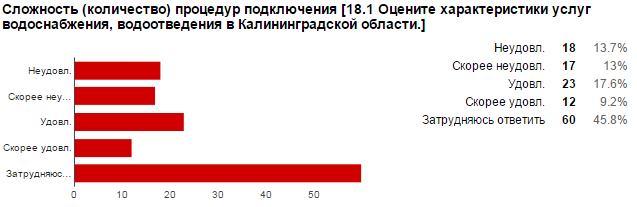 Сложность (количество) процедур подключения [18.1 Оцените характеристики услуг
водоснабжения, водоотведения в Калининградской области.]
Неудовл. 18 13.7%
Скорее неудовл. 17 13%
Удовл. 23 17.6%
Скорее удовл. 12 9.2%
Затрудняюсь ответить 60 45.8%
Неудовл.
Скорее неу...
Удовл.
Скорее удовл.
Затрудняюс...
0 10 20 30 40 50